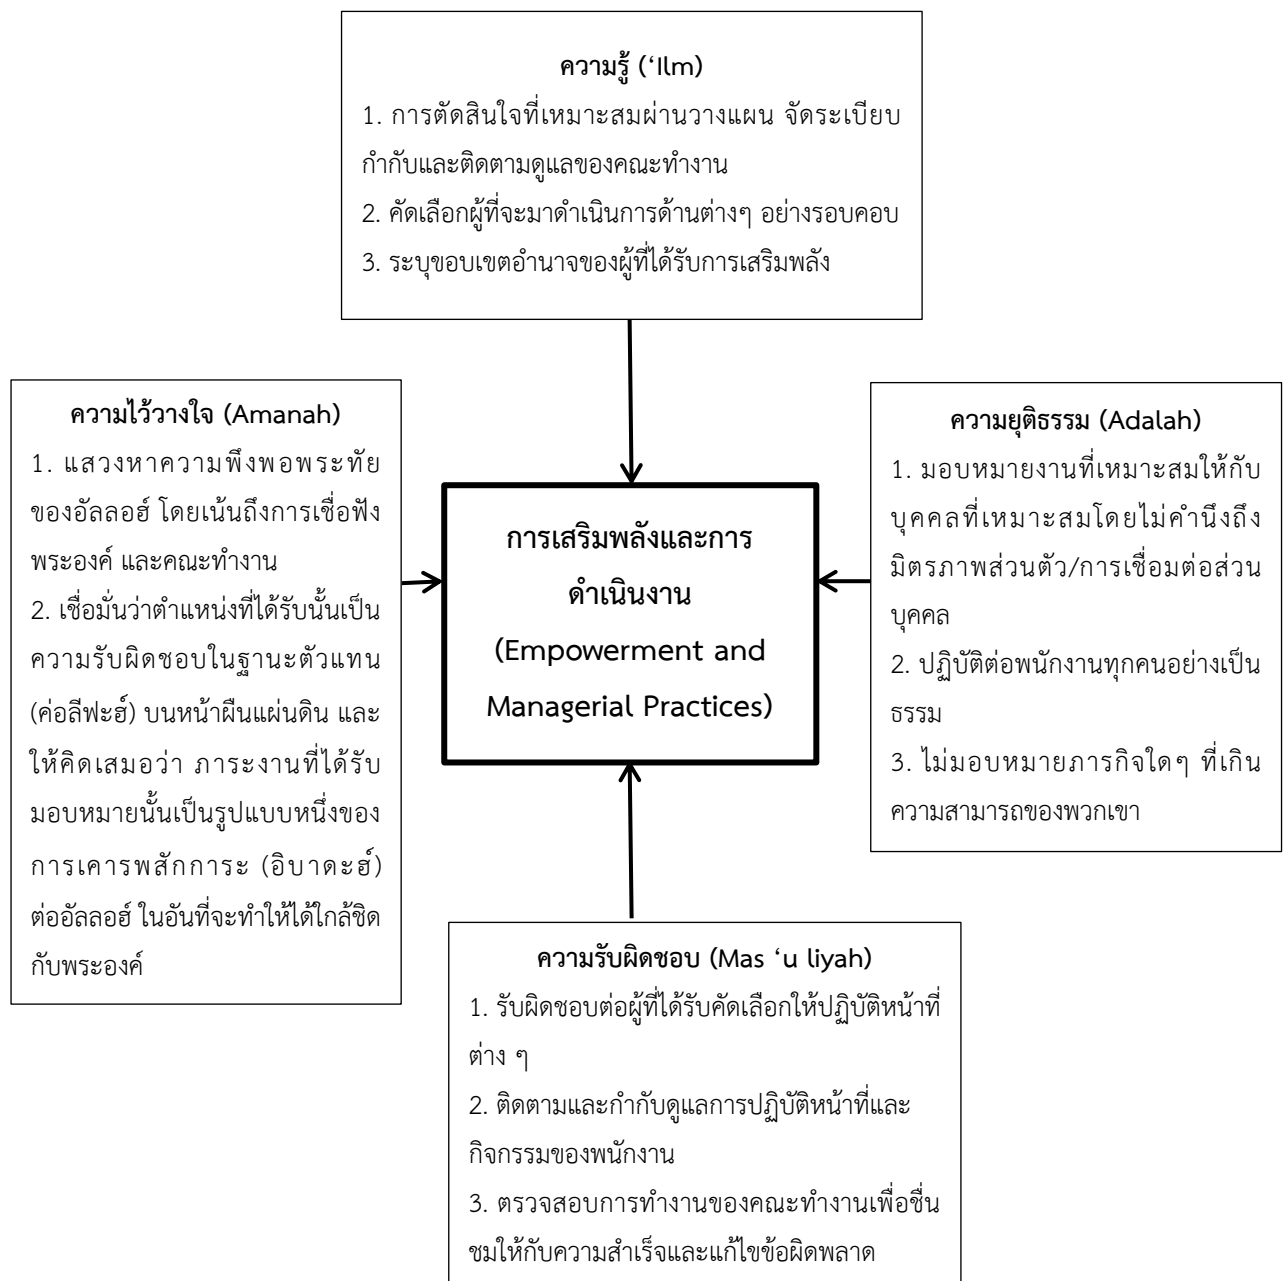 ความรู้ (‘Ilm)
1. การตัดสินใจที่เหมาะสมผ่านวางแผน จัดระเบียบ
กำกับและติดตามดูแลของคณะทำงาน
2. คัดเลือกผู้ที่จะมาดำเนินการด้านต่างๆ อย่างรอบคอบ
3. ระบุขอบเขตอำนาจของผู้ที่ได้รับการเสริมพลัง
ความไว้วางใจ (Amanah)
1. แสวงหาความพึงพอพระทัย
ของอัลลอฮ์ โดยเน้นถึงการเชื่อฟัง
พระองค์ และคณะทำงาน
2. เชื่อมั่นว่าตำแหน่งที่ได้รับนั้นเป็น
ความรับผิดชอบในฐานะตัวแทน
(ค่อลีฟะฮ์) บนหน้าผืนแผ่นดิน และ
ให้คิดเสมอว่า ภาระงานที่ได้รับ
มอบหมายนั้นเป็นรูปแบบหนึ่งของ
การเคารพสักการะ (อิบาดะฮ์)
ต่ออัลลอฮ์ ในอันที่จะทำให้ได้ใกล้ชิด
กับพระองค์
การเสริมพลังและการ
ดำเนินงาน
(Empowerment and
Managerial Practices)
ความยุติธรรม (Adalah)
1. มอบหมายงานที่เหมาะสมให้กับ
บุคคลที่เหมาะสมโดยไม่คำนึงถึง
มิตรภาพส่วนตัว/การเชื่อมต่อส่วน
บุคคล
2. ปฏิบัติต่อพนักงานทุกคนอย่างเป็น
ธรรม
3. ไม่มอบหมายภารกิจใดๆ ที่เกิน
ความสามารถของพวกเขา
ความรับผิดชอบ (Mas ‘u liyah)
1. รับผิดชอบต่อผู้ที่ได้รับคัดเลือกให้ปฏิบัติหน้าที่
ต่าง ๆ
2. ติดตามและกำกับดูแลการปฏิบัติหน้าที่และ
กิจกรรมของพนักงาน
3. ตรวจสอบการทำงานของคณะทำงานเพื่อชื่น
ชมให้กับความสำเร็จและแก้ไขข้อผิดพลาด